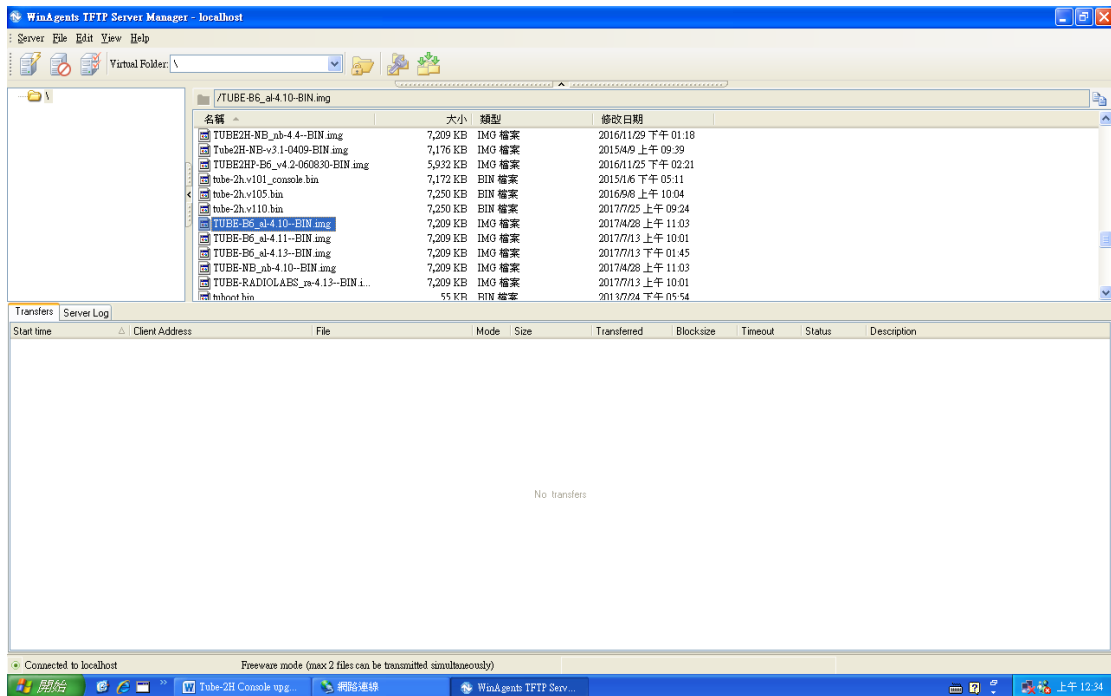 WinAgents TFTP Server Manager - localhost
Server File Edit View Help
Virtual Folder: \
\
/TUBE-B6_al-4.10--BIN.img
名稱 大小 類型 修改日期
TUBE2H-NB_nb-4.4--BIN.img 7,209 KB IMG 檔案 2016/11/29 下午 01:18
Tube2H-NB-v3.1-0409-BIN.img 7,176 KB IMG 檔案 2015/4/9 上午 09:39
TUBE2HP-B6_v4.2-060830-BIN.img 5,932 KB IMG 檔案 2016/11/25 下午 02:21
tube-2h.v101_console.bin 7,172 KB BIN 檔案 2015/1/6 下午 05:11
tube-2h.v105.bin 7,250 KB BIN 檔案 2016/9/8 上午 10:04
tube-2h.v110.bin 7,250 KB BIN 檔案 2017/7/25 上午 09:24
TUBE-B6_al-4.10--BIN.img 7,209 KB IMG 檔案 2017/4/28 上午 11:03
TUBE-B6_al-4.11--BIN.img 7,209 KB IMG 檔案 2017/7/13 上午 10:01
TUBE-B6_al-4.13--BIN.img 7,209 KB IMG 檔案 2017/7/13 下午 01:45
TUBE-NB_nb-4.10--BIN.img 7,209 KB IMG 檔案 2017/4/28 上午 11:03
TUBE-RADIOLABS_ra-4.13--BIN.i... 7,209 KB IMG 檔案 2017/7/13 上午 10:01
tuboot.bin 55 KB BIN 檔案 2013/7/24 下午 05:54
Transfers Server Log
Start time Client Address File Mode Size Transferred Blocksize Timeout Status Description
No transfers
Connected to localhost Freeware mode (max 2 files can be transmitted simultaneously)
開始 Tube-2H Console upg... 網路連線 WinAgents TFTP Serv... 上午 12:34